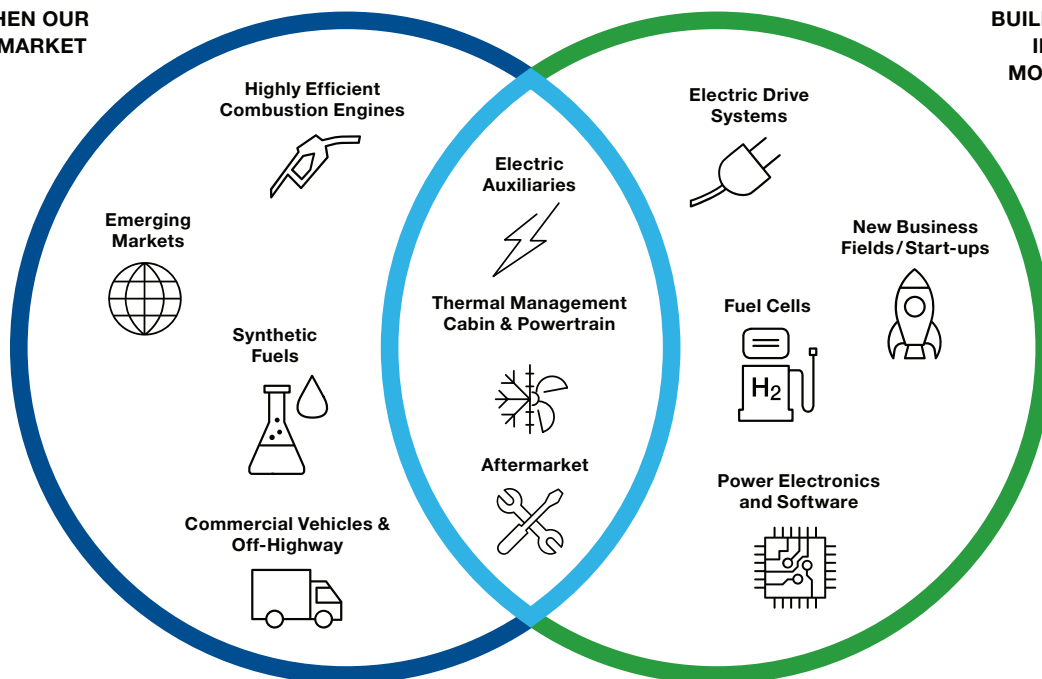 MARKET
Highly Efficient
Combustion Engines
Emerging
Markets
Synthetic
Fuels
Commercial Vehicles &
Off-Highway
Electric
Auxiliaries
Thermal Management
Cabin & Powertrain
Aftermarket
Electric Drive
Systems
New Business
Fields/Start-ups
Fuel Cells
H₂
Power Electronics
and Software
OUR